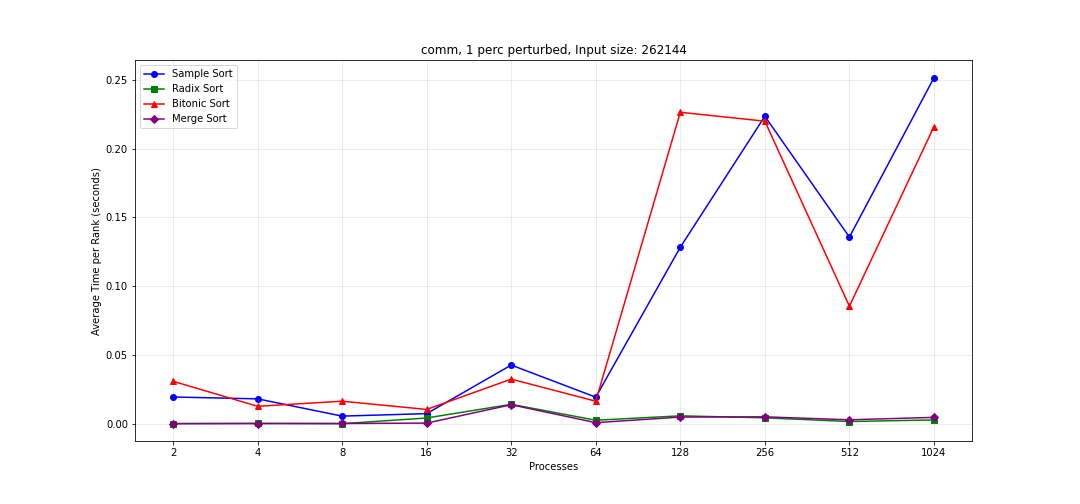 comm, 1 perc perturbed, Input size: 262144
Sample Sort
Radix Sort
Bitonic Sort
Merge Sort
0.25
0.20
0.15
0.10
0.05
0.00
Average Time per Rank (seconds)
2 4 8 16 32 64 128 256 512 1024
Processes